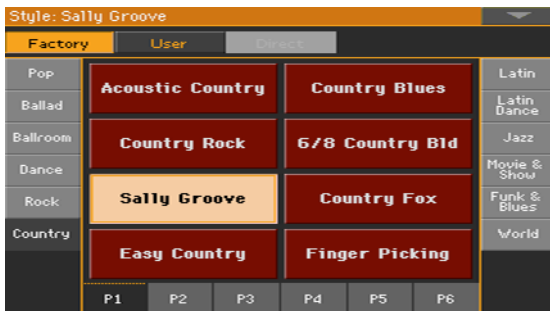 Style: Sally Groove
Factory User Direct
Pop
Ballad
Ballroom
Dance
Rock
Country
Acoustic Country
Country Blues
Country Rock
6/8 Country Bld
Sally Groove
Country Fox
Easy Country
Finger Picking
Latin
Latin
Dance
Jazz
Movie &
Show
Funk &
Blues
World
P1 P2 P3 P4 P5 P6